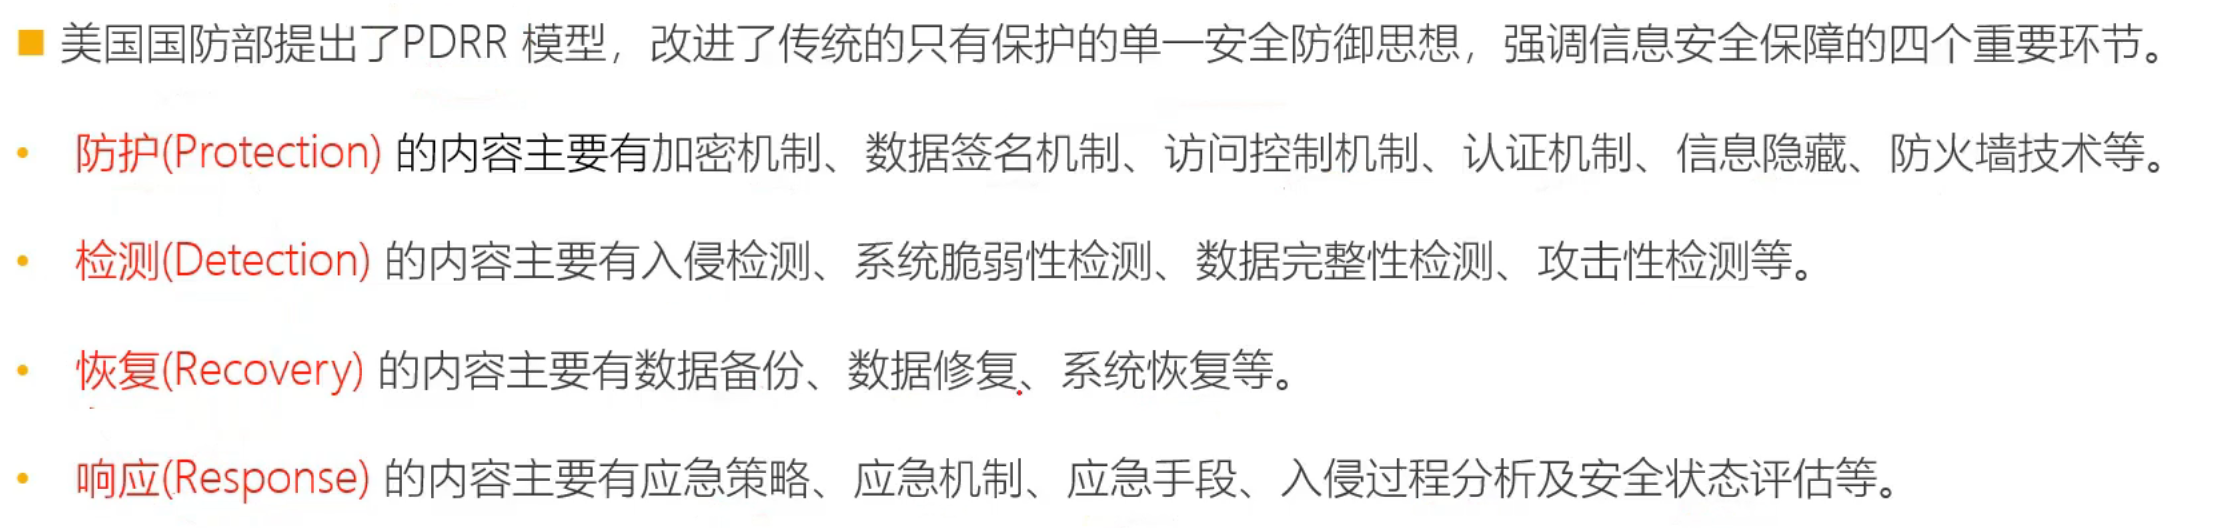 美国国防部提出了PDRR 模型，改进了传统的只有保护的单一安全防御思想，强调信息安全保障的四个重要环节。
防护(Protection) 的内容主要有加密机制、数据签名机制、访问控制机制、认证机制、信息隐藏、防火墙技术等。
检测(Detection) 的内容主要有入侵检测、系统脆弱性检测、数据完整性检测、攻击性检测等。
恢复(Recovery) 的内容主要有数据备份、数据修复、系统恢复等。
响应(Response) 的内容主要有应急策略、应急机制、应急手段、入侵过程分析及安全状态评估等。